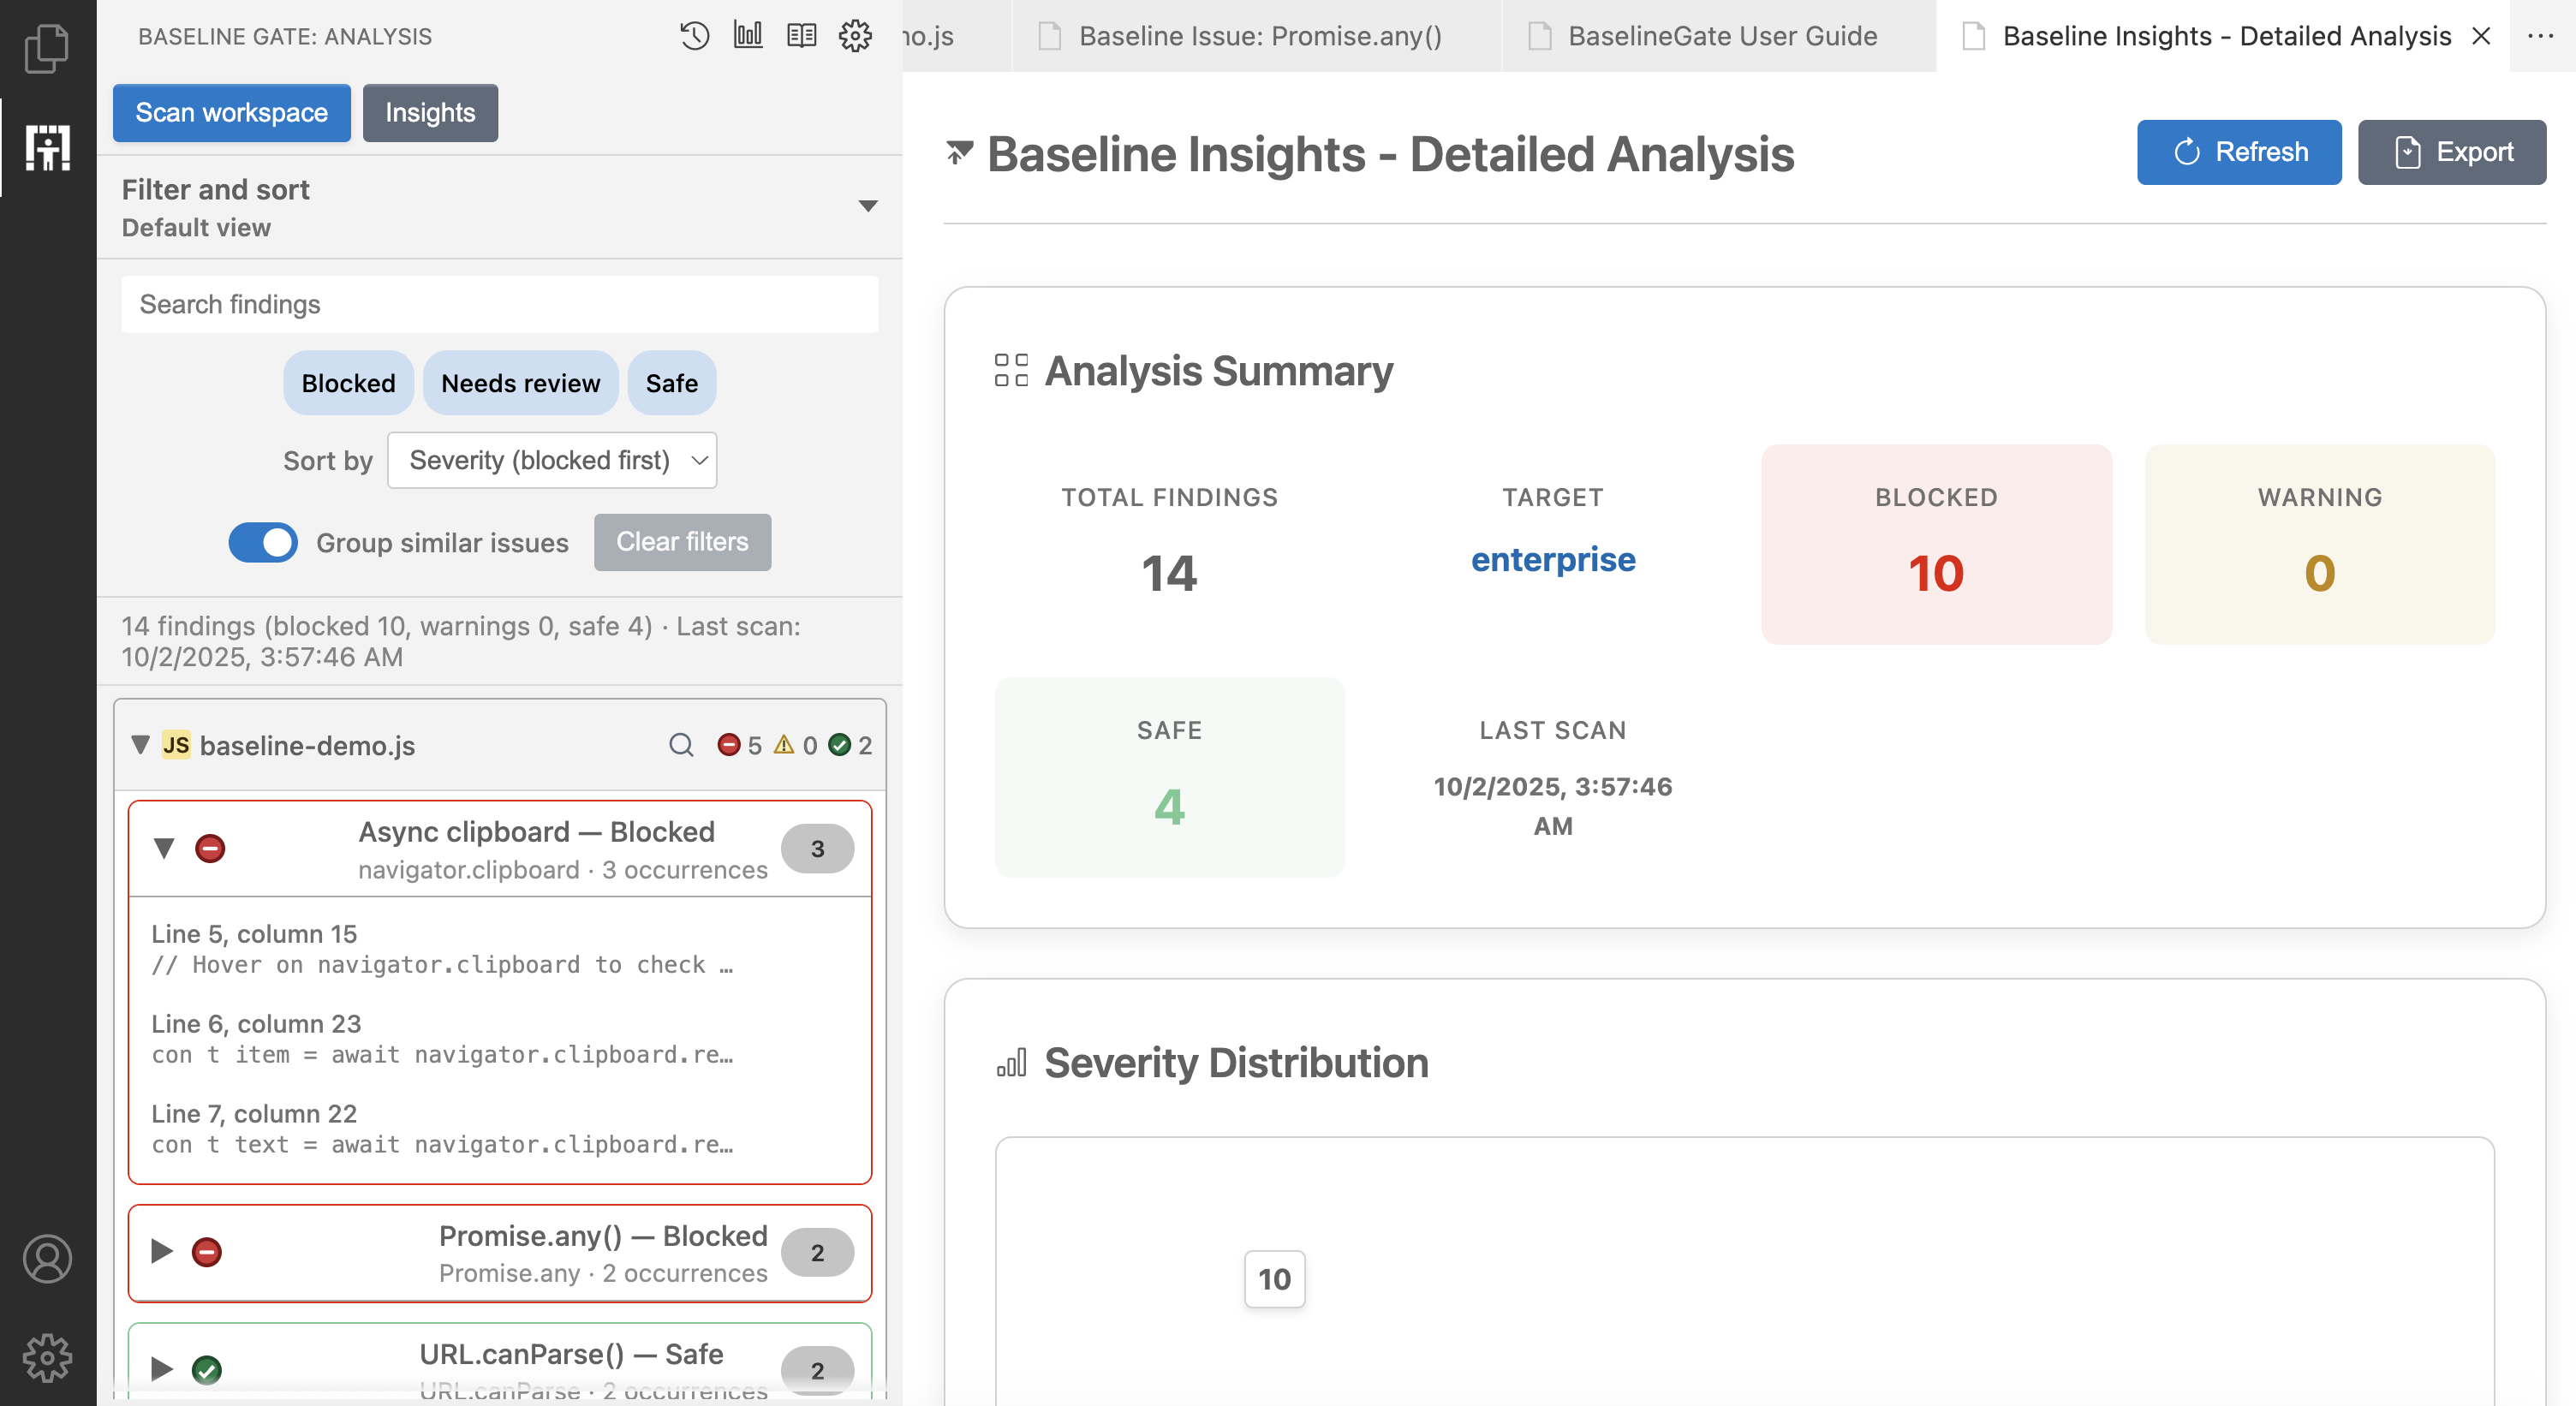 BASELINE GATE: ANALYSIS
Scan workspace
Insights
Filter and sort
Default view
Search findings
Blocked
Needs review
Safe
Sort by
Severity (blocked first)
Group similar issues
Clear filters
14 findings (blocked 10, warnings 0, safe 4) · Last scan:
10/2/2025, 3:57:46 AM
JS baseline-demo.js
5
0
2
Async clipboard — Blocked
navigator.clipboard · 3 occurrences
3
Line 5, column 15
// Hover on navigator.clipboard to check …
Line 6, column 23
con t item = await navigator.clipboard.re…
Line 7, column 22
con t text = await navigator.clipboard.re…
Promise.any() — Blocked
Promise.any · 2 occurrences
2
URL.canParse() — Safe
URL.canParse · 2 occurrences
2
no.js
Baseline Issue: Promise.any()
BaselineGate User Guide
Baseline Insights - Detailed Analysis
Baseline Insights - Detailed Analysis
Refresh
Export
Analysis Summary
TOTAL FINDINGS
14
TARGET
enterprise
BLOCKED
10
WARNING
0
SAFE
4
LAST SCAN
10/2/2025, 3:57:46
AM
Severity Distribution
10